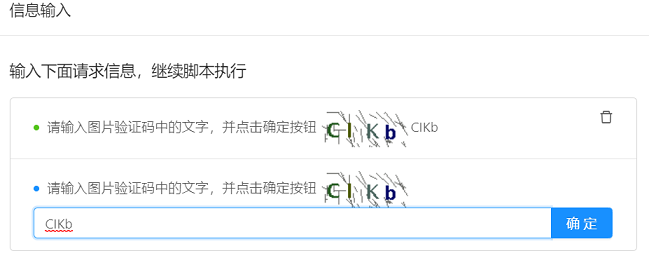 信息输入
输入下面请求信息，继续脚本执行
请输入图片验证码中的文字，并点击确定按钮 CIKb CIKb
请输入图片验证码中的文字，并点击确定按钮 CIKb
CIKb
确 定